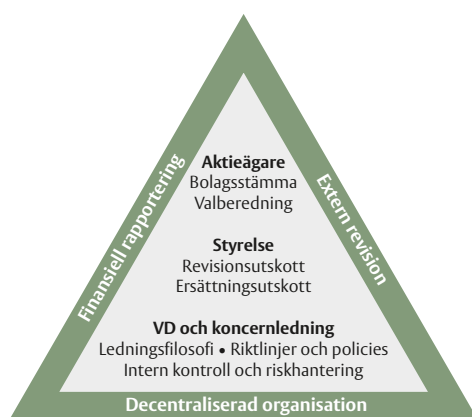 Finansiell rapportering
Extern revision
Aktieägare
Bolagsstämma
Valberedning
Styrelse
Revisionsutskott
Ersättningsutskott
VD och koncernledning
Ledningsfilosofi • Riktlinjer och policies
Intern kontroll och riskhantering
Decentraliserad organisation